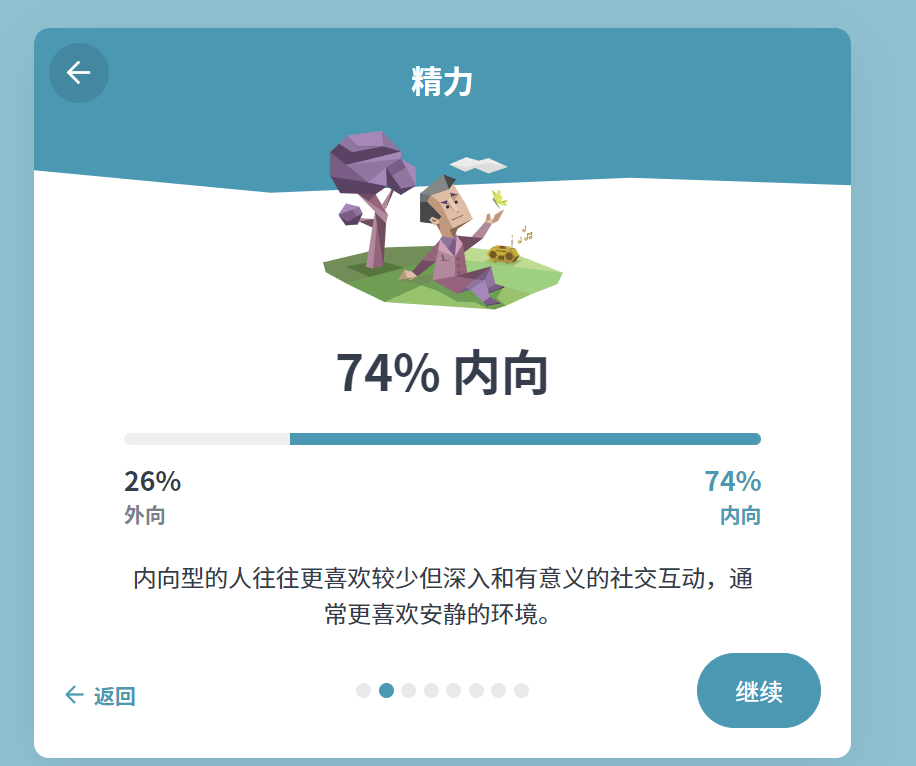 精力
74% 内向
26%
74%
外向
内向
内向型的人往往更喜欢较少但深入和有意义的社交互动，通
常更喜欢安静的环境。
返回
继续